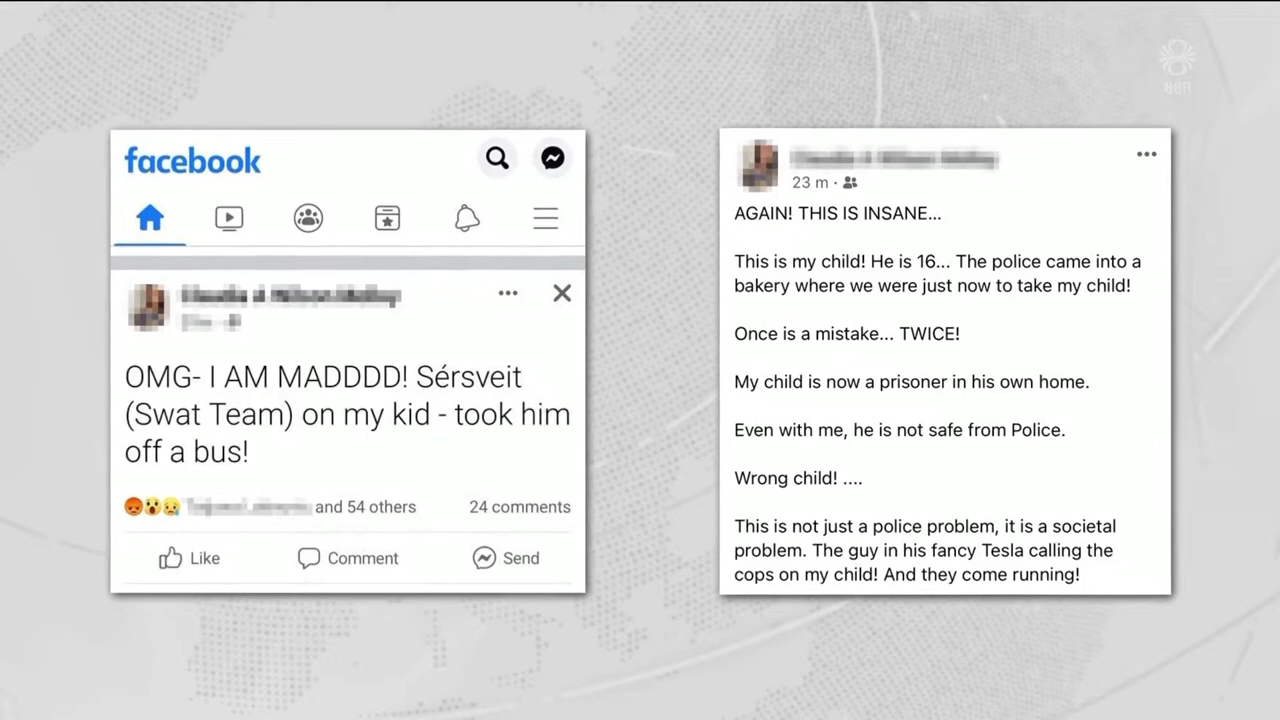 facebook
OMG- I AM MADDDD! Sérsveit
(Swat Team) on my kid - took him
off a bus!
and 54 others
24 comments
Like
Comment
Send
23 m ·
AGAIN! THIS IS INSANE...
This is my child! He is 16... The police came into a
bakery where we were just now to take my child!
Once is a mistake... TWICE!
My child is now a prisoner in his own home.
Even with me, he is not safe from Police.
Wrong child! ....
This is not just a police problem, it is a societal
problem. The guy in his fancy Tesla calling the
cops on my child! And they come running!
888